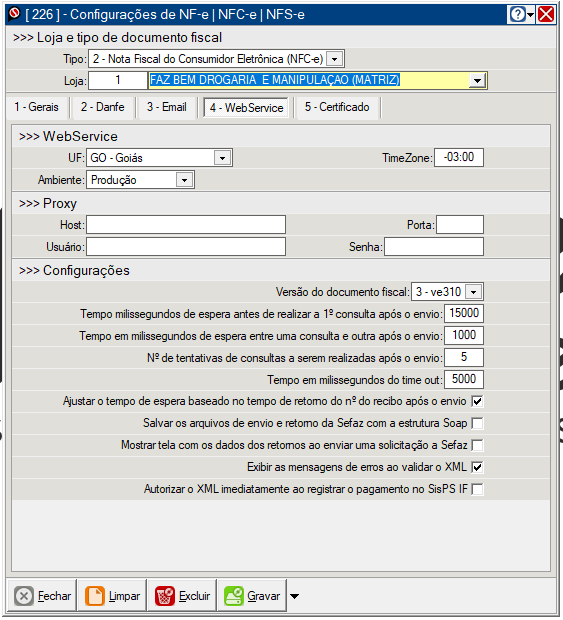 [ 226 ] - Configurações de NF-e | NFC-e | NFS-e
>>> Loja e tipo de documento fiscal
Tipo: 2 - Nota Fiscal do Consumidor Eletrônica (NFC-e)
Loja: 1 FAZ BEM DROGARIA E MANIPULAÇÃO (MATRIZ)
1 - Gerais 2 - Danfe 3 - Email 4 - WebService 5 - Certificado
>>> WebService
UF: GO - Goiás TimeZone: -03:00
Ambiente: Produção
>>> Proxy
Host: Porta:
Usuário: Senha:
>>> Configurações
Versão do documento fiscal: 3 - ve310
Tempo milissegundos de espera antes de realizar a 1º consulta após o envio: 15000
Tempo em milissegundos de espera entre uma consulta e outra após o envio: 1000
Nº de tentativas de consultas a serem realizadas após o envio: 5
Tempo em milissegundos do time out: 5000
Ajustar o tempo de espera baseado no tempo de retorno do nº do recibo após o envio
Salvar os arquivos de envio e retorno da Sefaz com a estrutura Soap
Mostrar tela com os dados dos retornos ao enviar uma solicitação a Sefaz
Exibir as mensagens de erros ao validar o XML
Autorizar o XML imediatamente ao registrar o pagamento no SisPS IF
Fechar Limpar Excluir Gravar